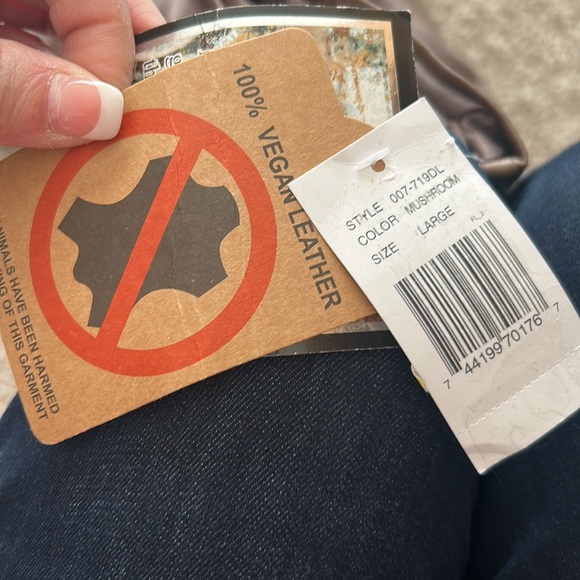 100% VEGAN LEATHER
ANIMALS HAVE BEEN HARMED
OF THIS GARMENT
STYLE 007-719DL
COLOR MUSHROOM
SIZE LARGE
7 44199 70176 7